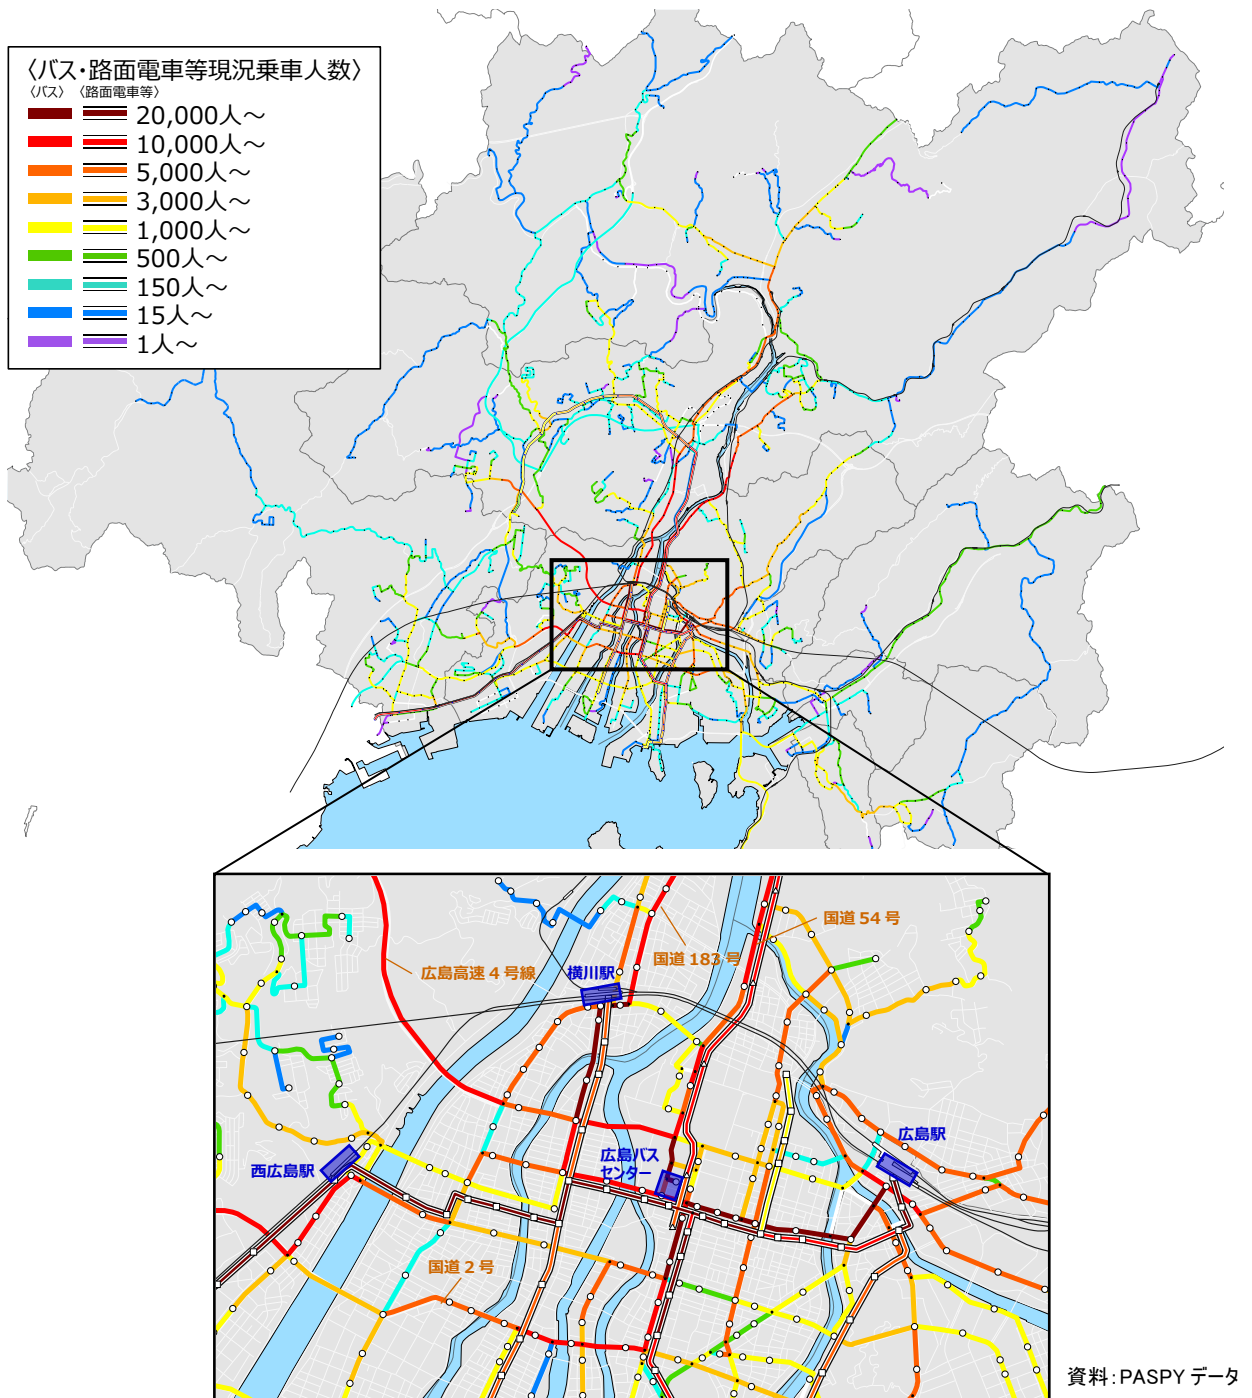 〈バス・路面電車等現況乗車人数〉
〈バス〉 〈路面電車等〉
20,000人～
10,000人～
5,000人～
3,000人～
1,000人～
500人～
150人～
15人～
1人～
国道 54 号
国道 183 号
広島高速 4 号線
横川駅
広島駅
広島バス
センター
西広島駅
国道 2 号
資料：PASPY データ